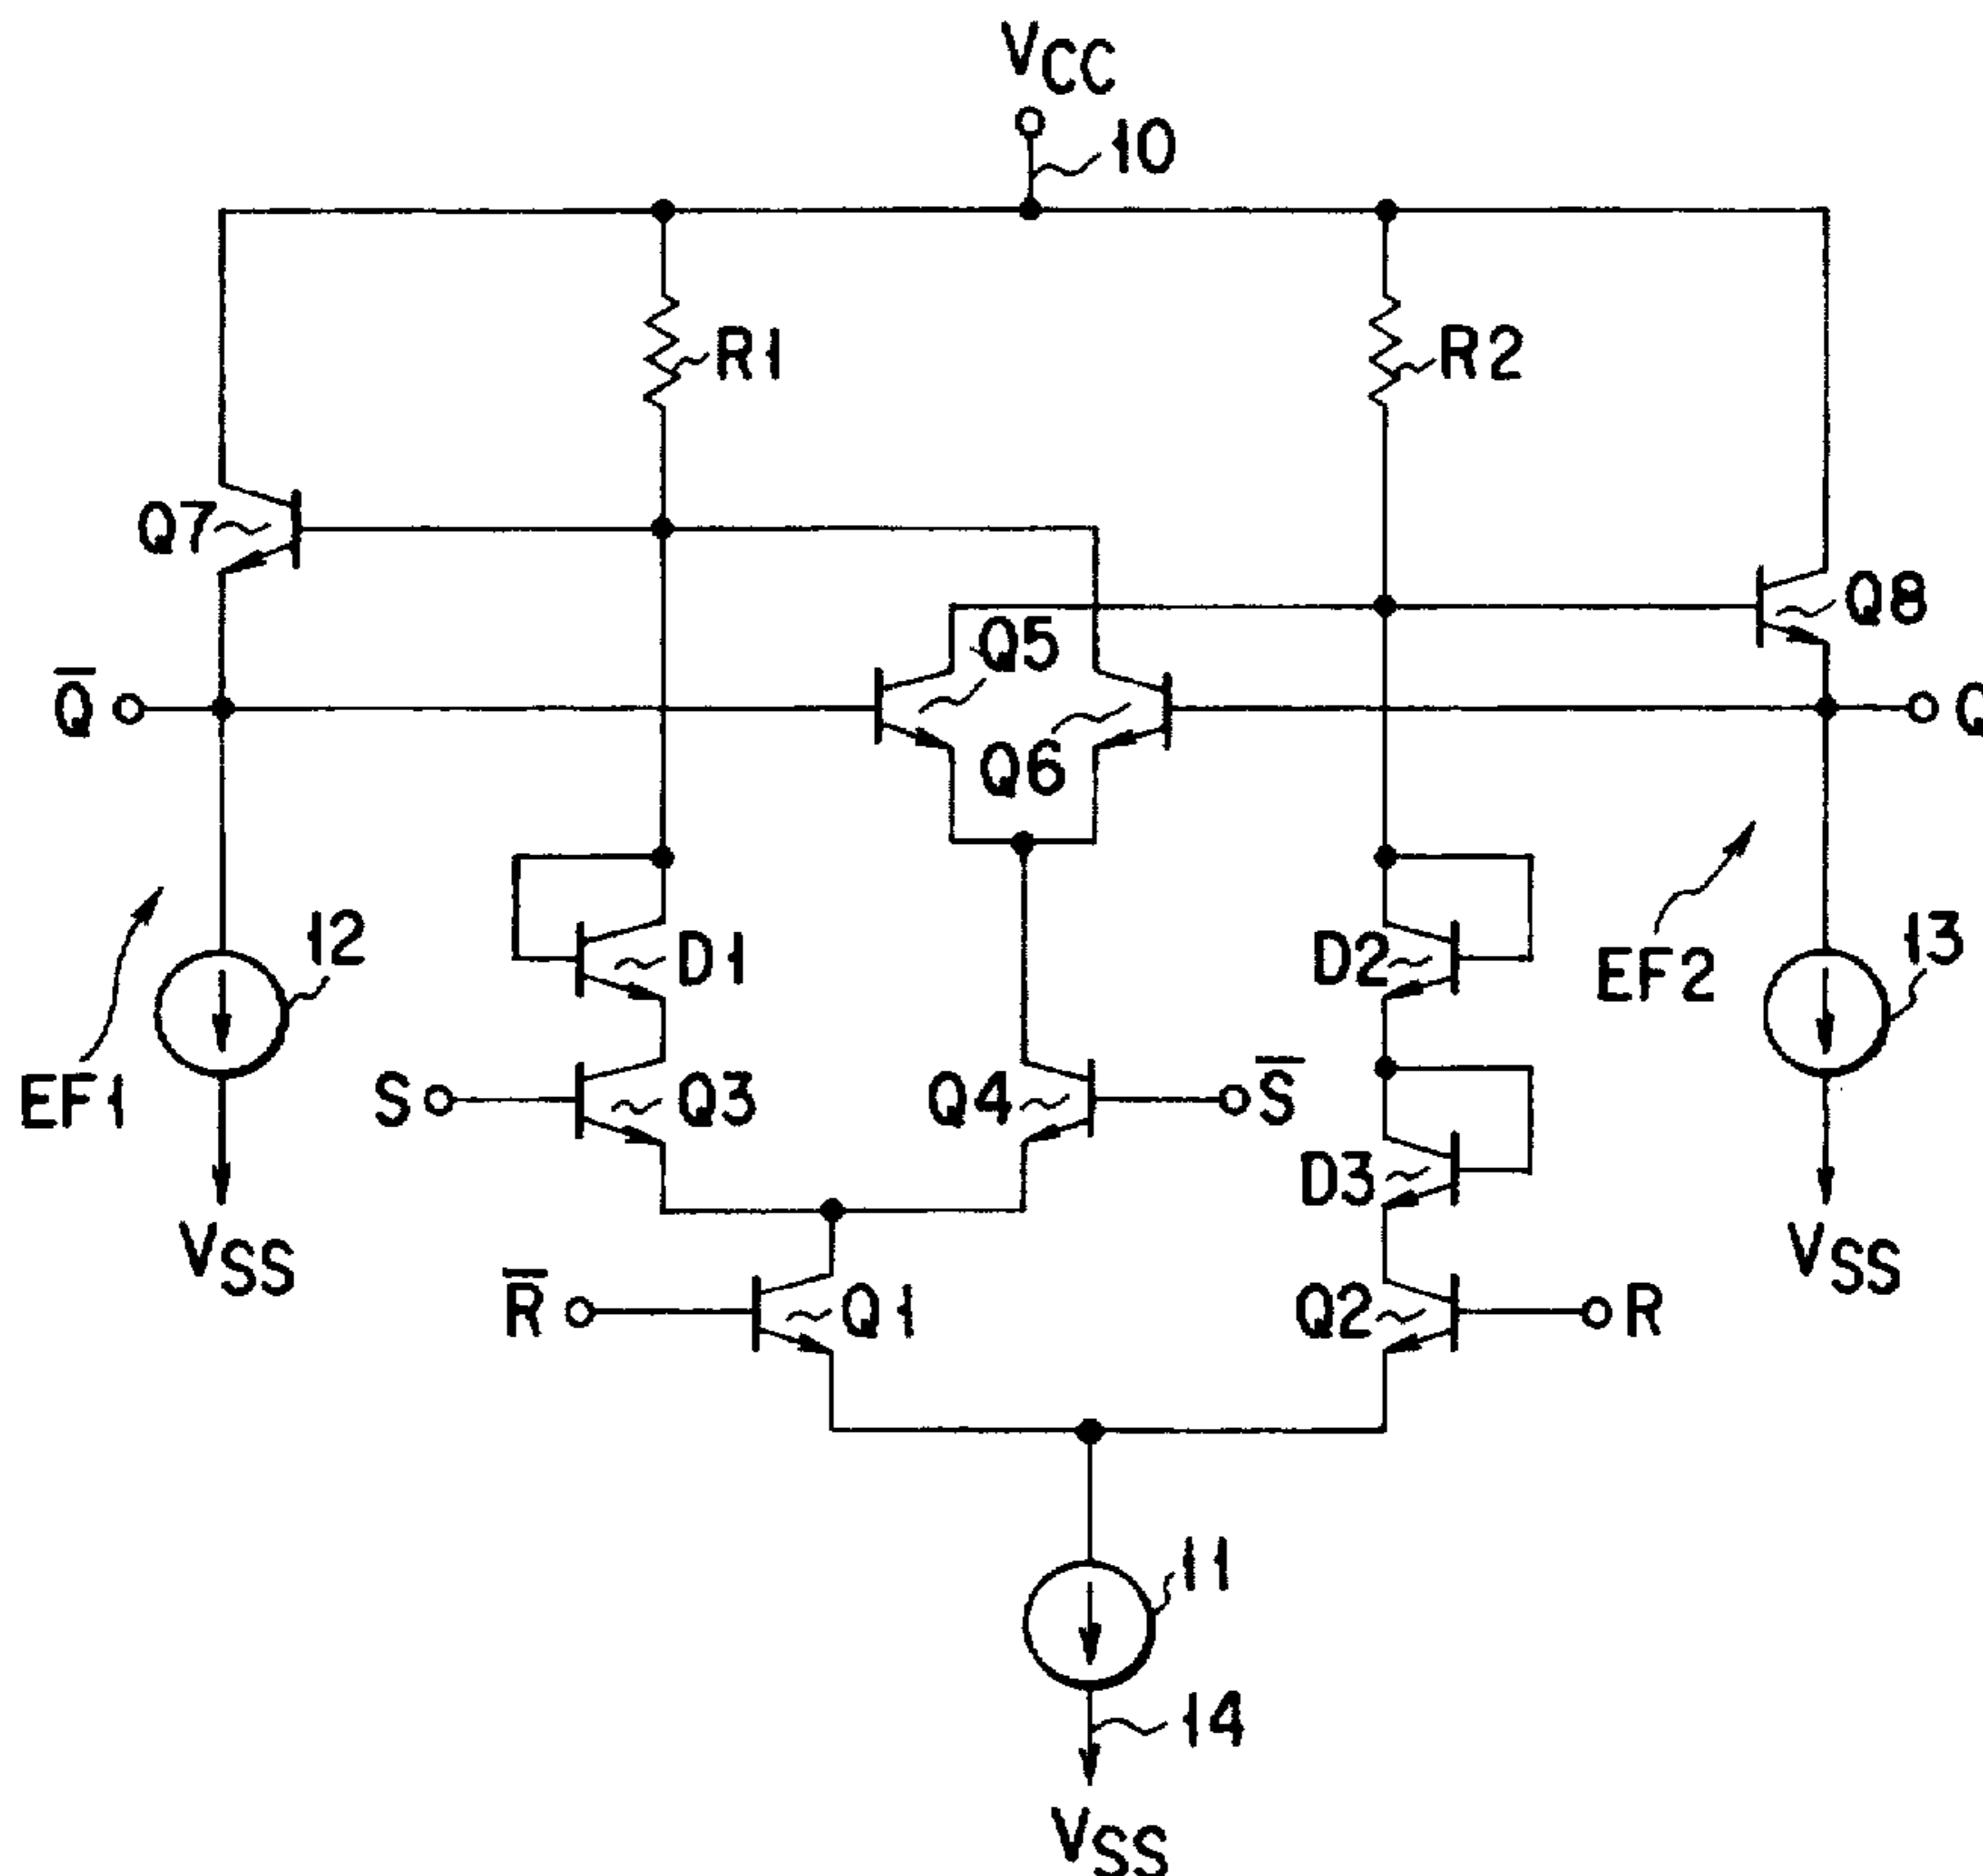 VCC
10
R1
R2
Q7
Q8
Q5
Q̅
Q
Q6
12
D1
D2
EF2
13
EF1
S
Q3
Q4
S̅
D3
VSS
VSS
R̅
Q1
Q2
R
11
14
VSS